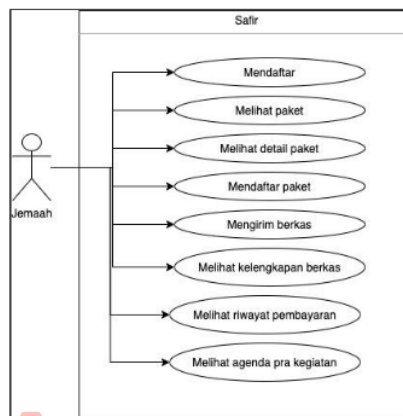 Safir
Mendaftar
Melihat paket
Melihat detail paket
Mendaftar paket
Jemaah
Mengirim berkas
Melihat kelengkapan berkas
Melihat riwayat pembayaran
Melihat agenda pra kegiatan